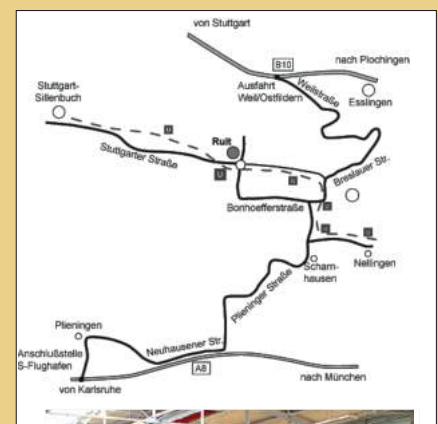 von Stuttgart
B10
nach Plochingen
Ausfahrt
Weil/Ostfildern
Weilstraße
Esslingen
Stuttgart-
Sillenbuch
U
Ruit
Stuttgarter Straße
U
U
Breslauer Str.
Bonhoefferstraße
U
U
U
Scharn-
hausen
Nellingen
Plieninger Straße
Plieningen
Neuhausener Str.
Anschlußstelle
S-Flughafen
A8
von Karlsruhe
nach München